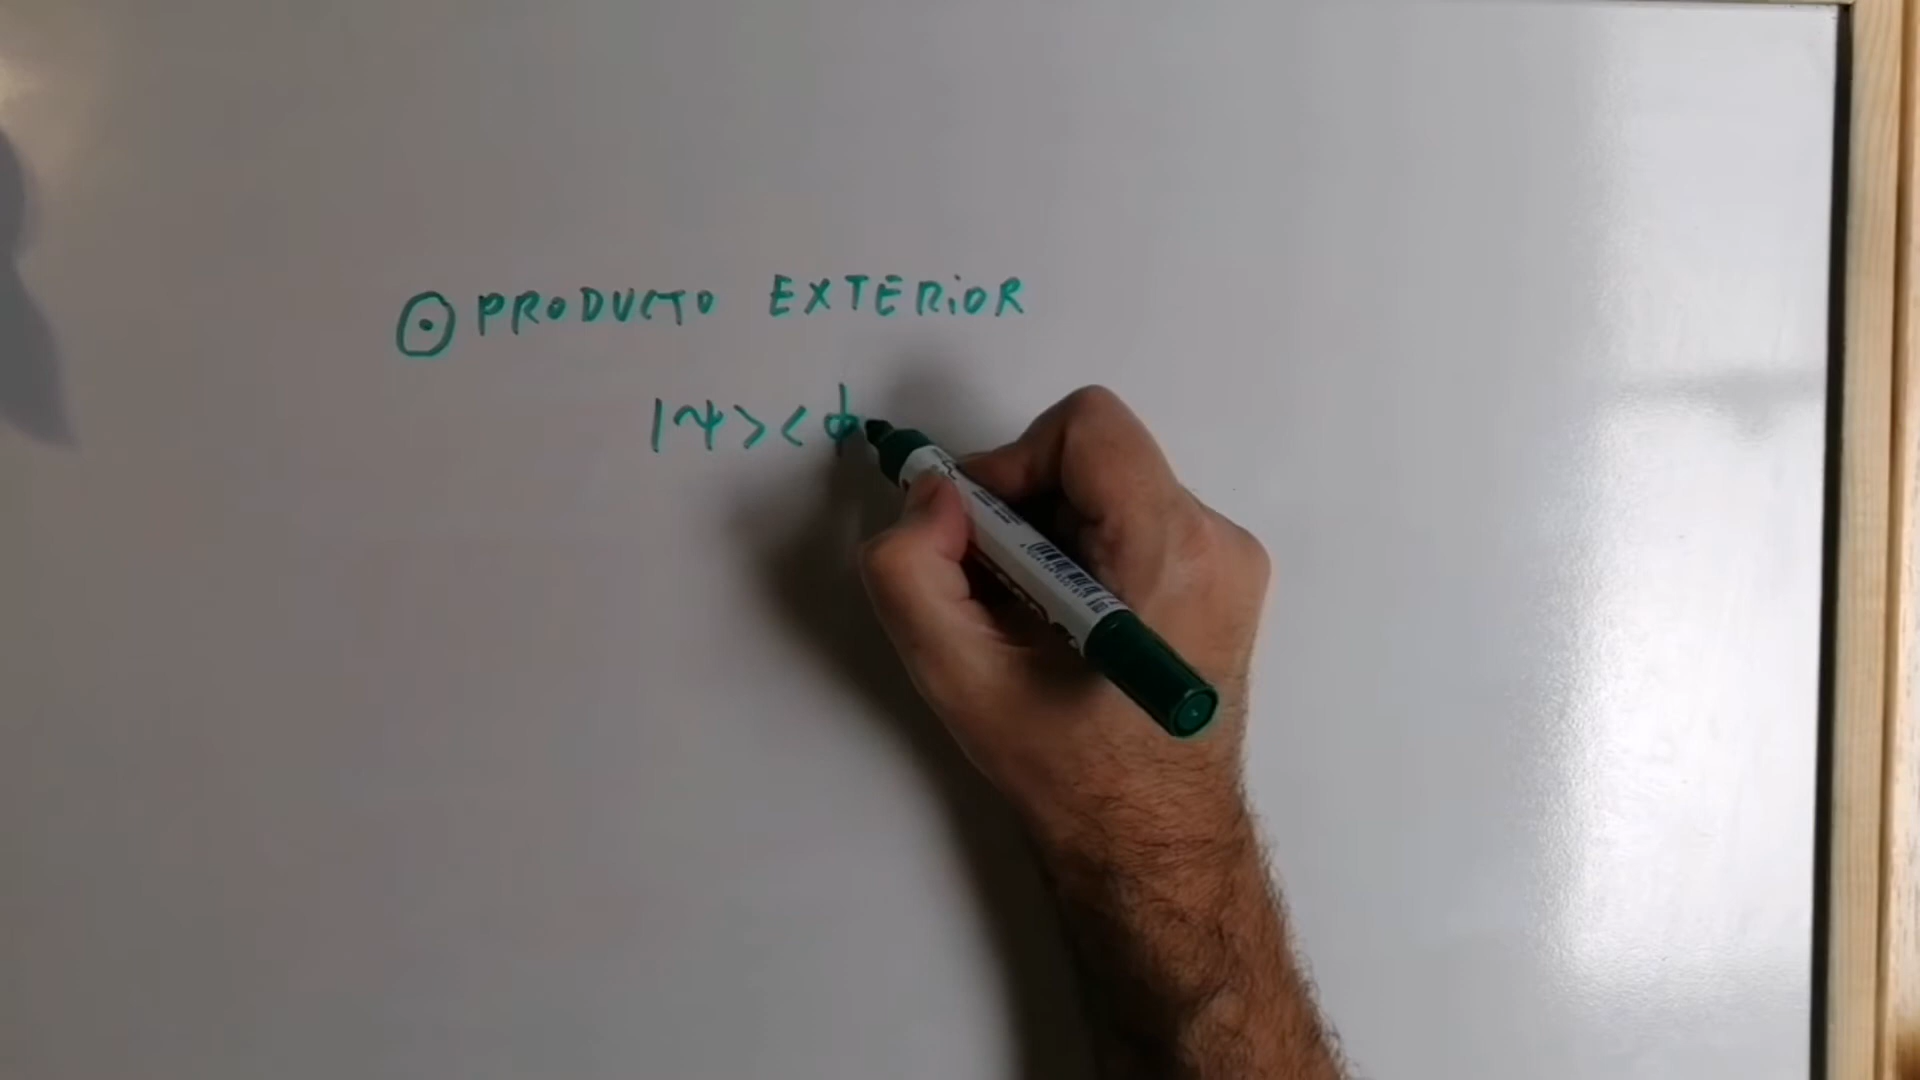 ⊙ PRODUCTO EXTERiOR
|ψ><ϕ